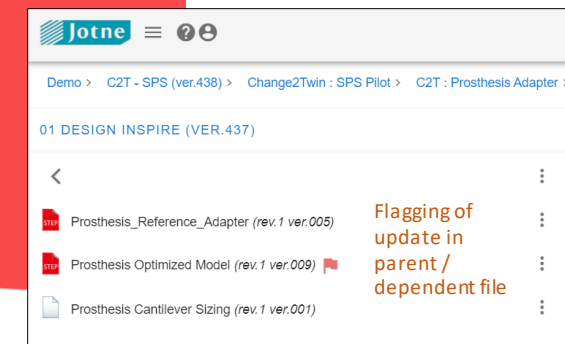 Jotne
Demo > C2T - SPS (ver.438) > Change2Twin : SPS Pilot > C2T : Prosthesis Adapter >
01 DESIGN INSPIRE (VER.437)
STEP Prosthesis_Reference_Adapter (rev.1 ver.005)
STEP Prosthesis Optimized Model (rev.1 ver.009)
Prosthesis Cantilever Sizing (rev.1 ver.001)
Flagging of
update in
parent /
dependent file